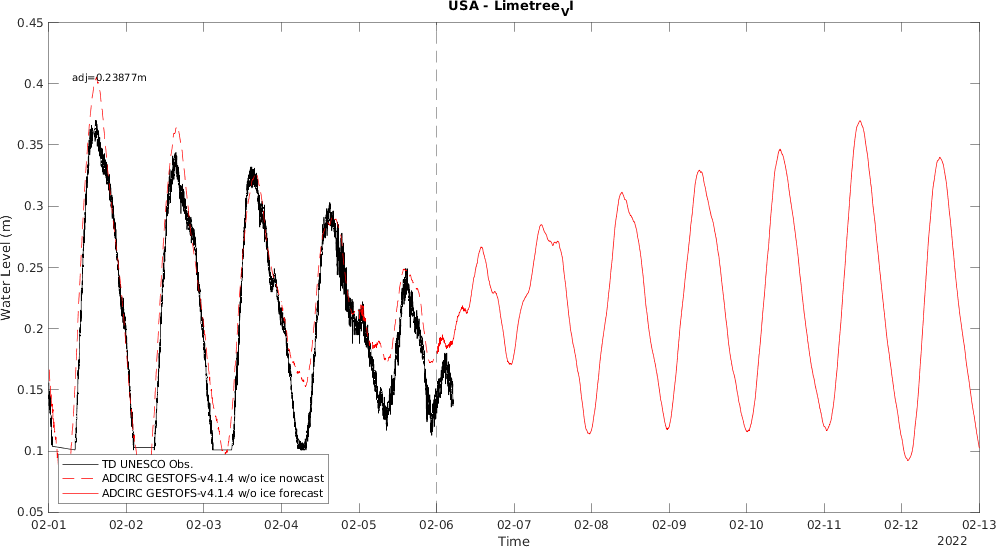 USA - Limetree_VI
0.45
0.4
0.35
0.3
0.25
0.2
0.15
0.1
0.05
Water Level (m)
adj=0.23877m
TD UNESCO Obs.
ADCIRC GESTOFS-v4.1.4 w/o ice nowcast
ADCIRC GESTOFS-v4.1.4 w/o ice forecast
02-01 02-02 02-03 02-04 02-05 02-06 02-07 02-08 02-09 02-10 02-11 02-12 02-13
Time
2022